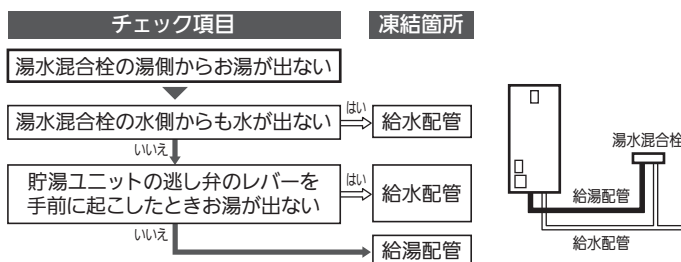 チェック項目
凍結箇所
湯水混合栓の湯側からお湯が出ない
湯水混合栓の水側からも水が出ない
はい
給水配管
いいえ
貯湯ユニットの逃し弁のレバーを
手前に起こしたときお湯が出ない
はい
給水配管
いいえ
給湯配管
湯水混合栓
給湯配管
給水配管